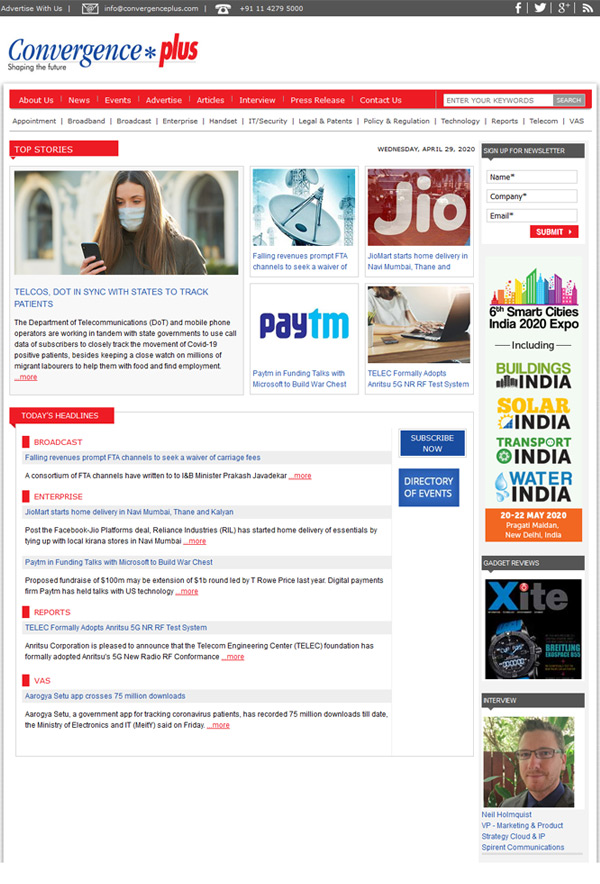 Advertise With Us | info@convergenceplus.com | +91 11 4279 5000
Convergence*plus
Shaping the future
About Us | News | Events | Advertise | Articles | Interview | Press Release | Contact Us
ENTER YOUR KEYWORDS SEARCH
Appointment | Broadband | Broadcast | Enterprise | Handset | IT/Security | Legal & Patents | Policy & Regulation | Technology | Reports | Telecom | VAS
TOP STORIES
WEDNESDAY, APRIL 29, 2020
TELCOS, DOT IN SYNC WITH STATES TO TRACK
PATIENTS
The Department of Telecommunications (DoT) and mobile phone
operators are working in tandem with state governments to use call
data of subscribers to closely track the movement of Covid-19
positive patients, besides keeping a close watch on millions of
migrant labourers to help them with food and find employment.
...more
Falling revenues prompt FTA
channels to seek a waiver of
Jio
JioMart starts home delivery in
Navi Mumbai, Thane and
paytm
Paytm in Funding Talks with
Microsoft to Build War Chest
TELEC Formally Adopts
Anritsu 5G NR RF Test System
TODAY'S HEADLINES
BROADCAST
Falling revenues prompt FTA channels to seek a waiver of carriage fees
A consortium of FTA channels have written to to I&B Minister Prakash Javadekar ...more
ENTERPRISE
JioMart starts home delivery in Navi Mumbai, Thane and Kalyan
Post the Facebook-Jio Platforms deal, Reliance Industries (RIL) has started home delivery of essentials by
tying up with local kirana stores in Navi Mumbai ...more
Paytm in Funding Talks with Microsoft to Build War Chest
Proposed fundraise of $100m may be extension of $1b round led by T Rowe Price last year. Digital payments
firm Paytm has held talks with US technology ...more
REPORTS
TELEC Formally Adopts Anritsu 5G NR RF Test System
Anritsu Corporation is pleased to announce that the Telecom Engineering Center (TELEC) foundation has
formally adopted Anritsu's 5G New Radio RF Conformance ...more
VAS
Aarogya Setu app crosses 75 million downloads
Aarogya Setu, a government app for tracking coronavirus patients, has recorded 75 million downloads till date,
the Ministry of Electronics and IT (MeitY) said on Friday. ...more
SUBSCRIBE
NOW
DIRECTORY
OF EVENTS
SIGN UP FOR NEWSLETTER
Name*
Company*
Email*
SUBMIT
6th Smart Cities
India 2020 Expo
Including
BUILDINGS
INDIA
SOLAR
INDIA
TRANSPORT
INDIA
WATER
INDIA
20-22 MAY 2020
Pragati Maidan,
New Delhi, India
GADGET REVIEWS
Xite
BREITLING
EXOSPACE B55
INTERVIEW
Neil Holmquist
VP - Marketing & Product
Strategy Cloud & IP
Spirent Communications